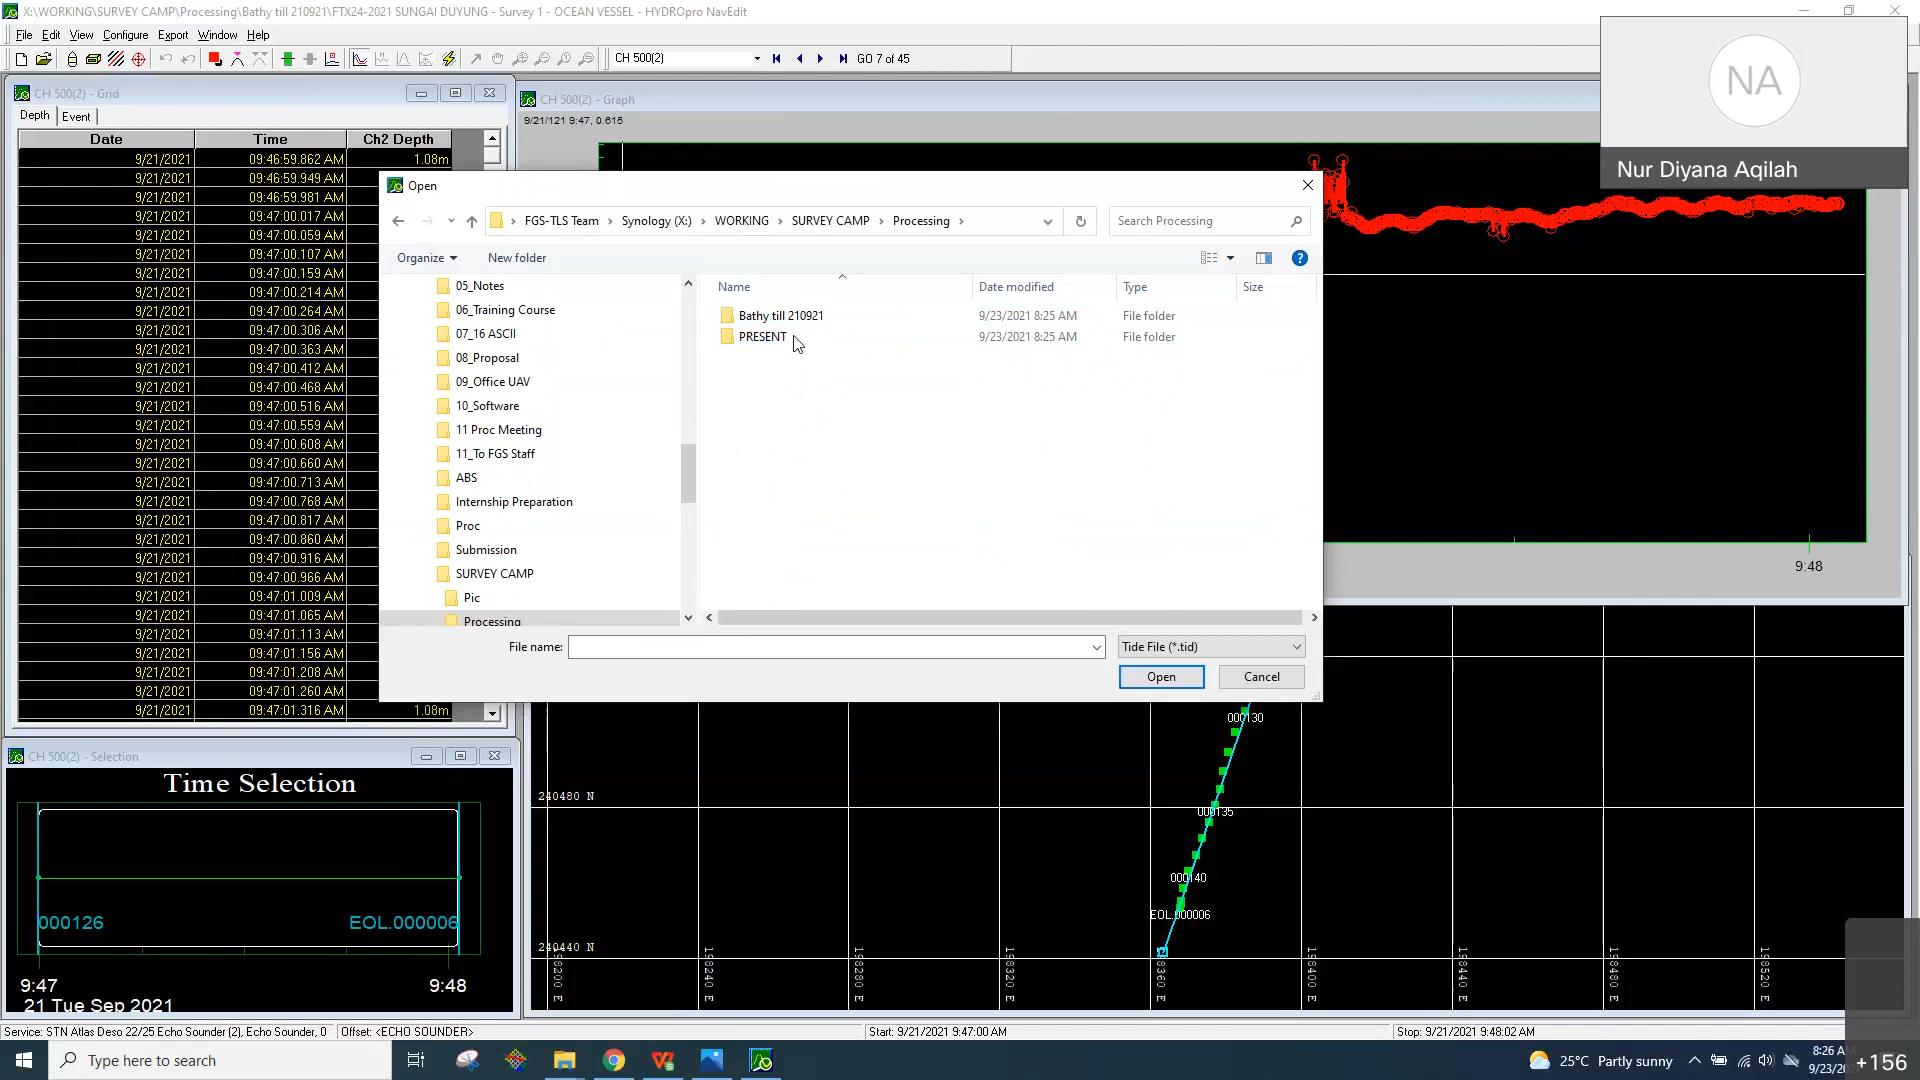 X:\WORKING\SURVEY CAMP\Processing\Bathy till 210921\FTX24-2021 SUNGAI DUYUNG - Survey 1 - OCEAN VESSEL - HYDROpro NavEdit
File Edit View Configure Export Window Help
CH 500(2) GO 7 of 45
CH 500(2) - Grid
Depth Event
Date Time Ch2 Depth
9/21/2021 09:46:59.862 AM 1.08m
9/21/2021 09:46:59.949 AM
9/21/2021 09:46:59.981 AM
9/21/2021 09:47:00.017 AM
9/21/2021 09:47:00.059 AM
9/21/2021 09:47:00.107 AM
9/21/2021 09:47:00.159 AM
9/21/2021 09:47:00.214 AM
9/21/2021 09:47:00.264 AM
9/21/2021 09:47:00.306 AM
9/21/2021 09:47:00.363 AM
9/21/2021 09:47:00.412 AM
9/21/2021 09:47:00.468 AM
9/21/2021 09:47:00.516 AM
9/21/2021 09:47:00.559 AM
9/21/2021 09:47:00.608 AM
9/21/2021 09:47:00.660 AM
9/21/2021 09:47:00.713 AM
9/21/2021 09:47:00.768 AM
9/21/2021 09:47:00.817 AM
9/21/2021 09:47:00.860 AM
9/21/2021 09:47:00.916 AM
9/21/2021 09:47:00.966 AM
9/21/2021 09:47:01.009 AM
9/21/2021 09:47:01.065 AM
9/21/2021 09:47:01.113 AM
9/21/2021 09:47:01.156 AM
9/21/2021 09:47:01.208 AM
9/21/2021 09:47:01.260 AM
9/21/2021 09:47:01.316 AM 1.08m
CH 500(2) - Graph
9/21/121 9:47, 0.615
9:48
NA
Nur Diyana Aqilah
Open
FGS-TLS Team › Synology (X:) › WORKING › SURVEY CAMP › Processing ›
Search Processing
Organize New folder
05_Notes
06_Training Course
07_16 ASCII
08_Proposal
09_Office UAV
10_Software
11 Proc Meeting
11_To FGS Staff
ABS
Internship Preparation
Proc
Submission
SURVEY CAMP
Pic
Processing
Name Date modified Type Size
Bathy till 210921 9/23/2021 8:25 AM File folder
PRESENT 9/23/2021 8:25 AM File folder
File name: Tide File (*.tid)
Open Cancel
CH 500(2) - Selection
Time Selection
000126 EOL.000006
9:47 9:48
21 Tue Sep 2021
000130
000135
000140
EOL.000006
240480 N
240440 N
198200 E
198240 E
198280 E
198320 E
198360 E
198400 E
198440 E
198480 E
198520 E
Service: STN Atlas Deso 22/25 Echo Sounder (2), Echo Sounder, 0 Offset: <ECHO SOUNDER> Start: 9/21/2021 9:47:00 AM Stop: 9/21/2021 9:48:02 AM
Type here to search
25°C Partly sunny
8:26 A
9/23/20
+156